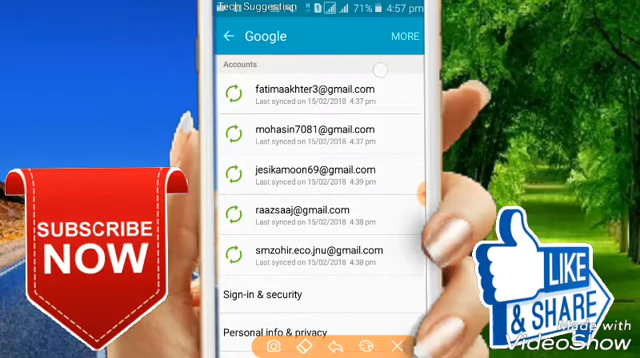 Tech Suggestion
71% 4:57 pm
Google
MORE
Accounts
fatimaakhter3@gmail.com
Last synced on 15/02/2018 4:37 pm
mohasin7081@gmail.com
Last synced on 15/02/2018 4:37 pm
jesikamoon69@gmail.com
Last synced on 15/02/2018 4:39 pm
raazsaaj@gmail.com
Last synced on 15/02/2018 4:38 pm
smzohir.eco.jnu@gmail.com
Last synced on 15/02/2018 4:38 pm
Sign-in & security
Personal info & privacy
SUBSCRIBE
NOW
LIKE
& SHARE
Made with
VideoShow